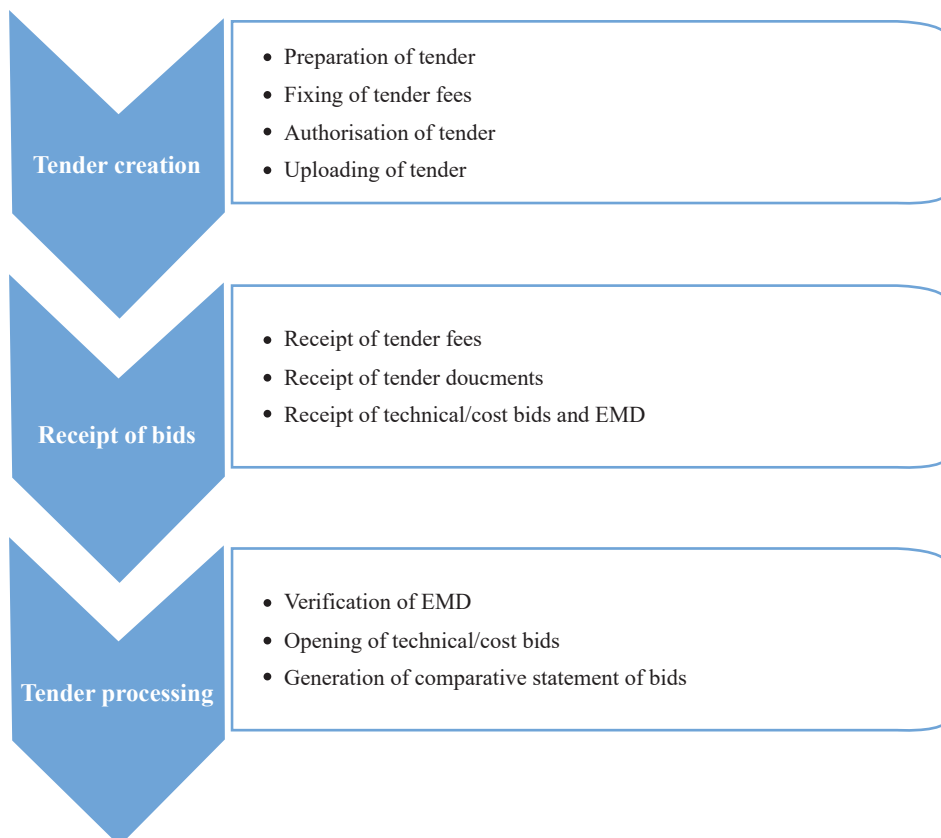 Tender creation
• Preparation of tender
• Fixing of tender fees
• Authorisation of tender
• Uploading of tender
Receipt of bids
• Receipt of tender fees
• Receipt of tender doucments
• Receipt of technical/cost bids and EMD
Tender processing
• Verification of EMD
• Opening of technical/cost bids
• Generation of comparative statement of bids